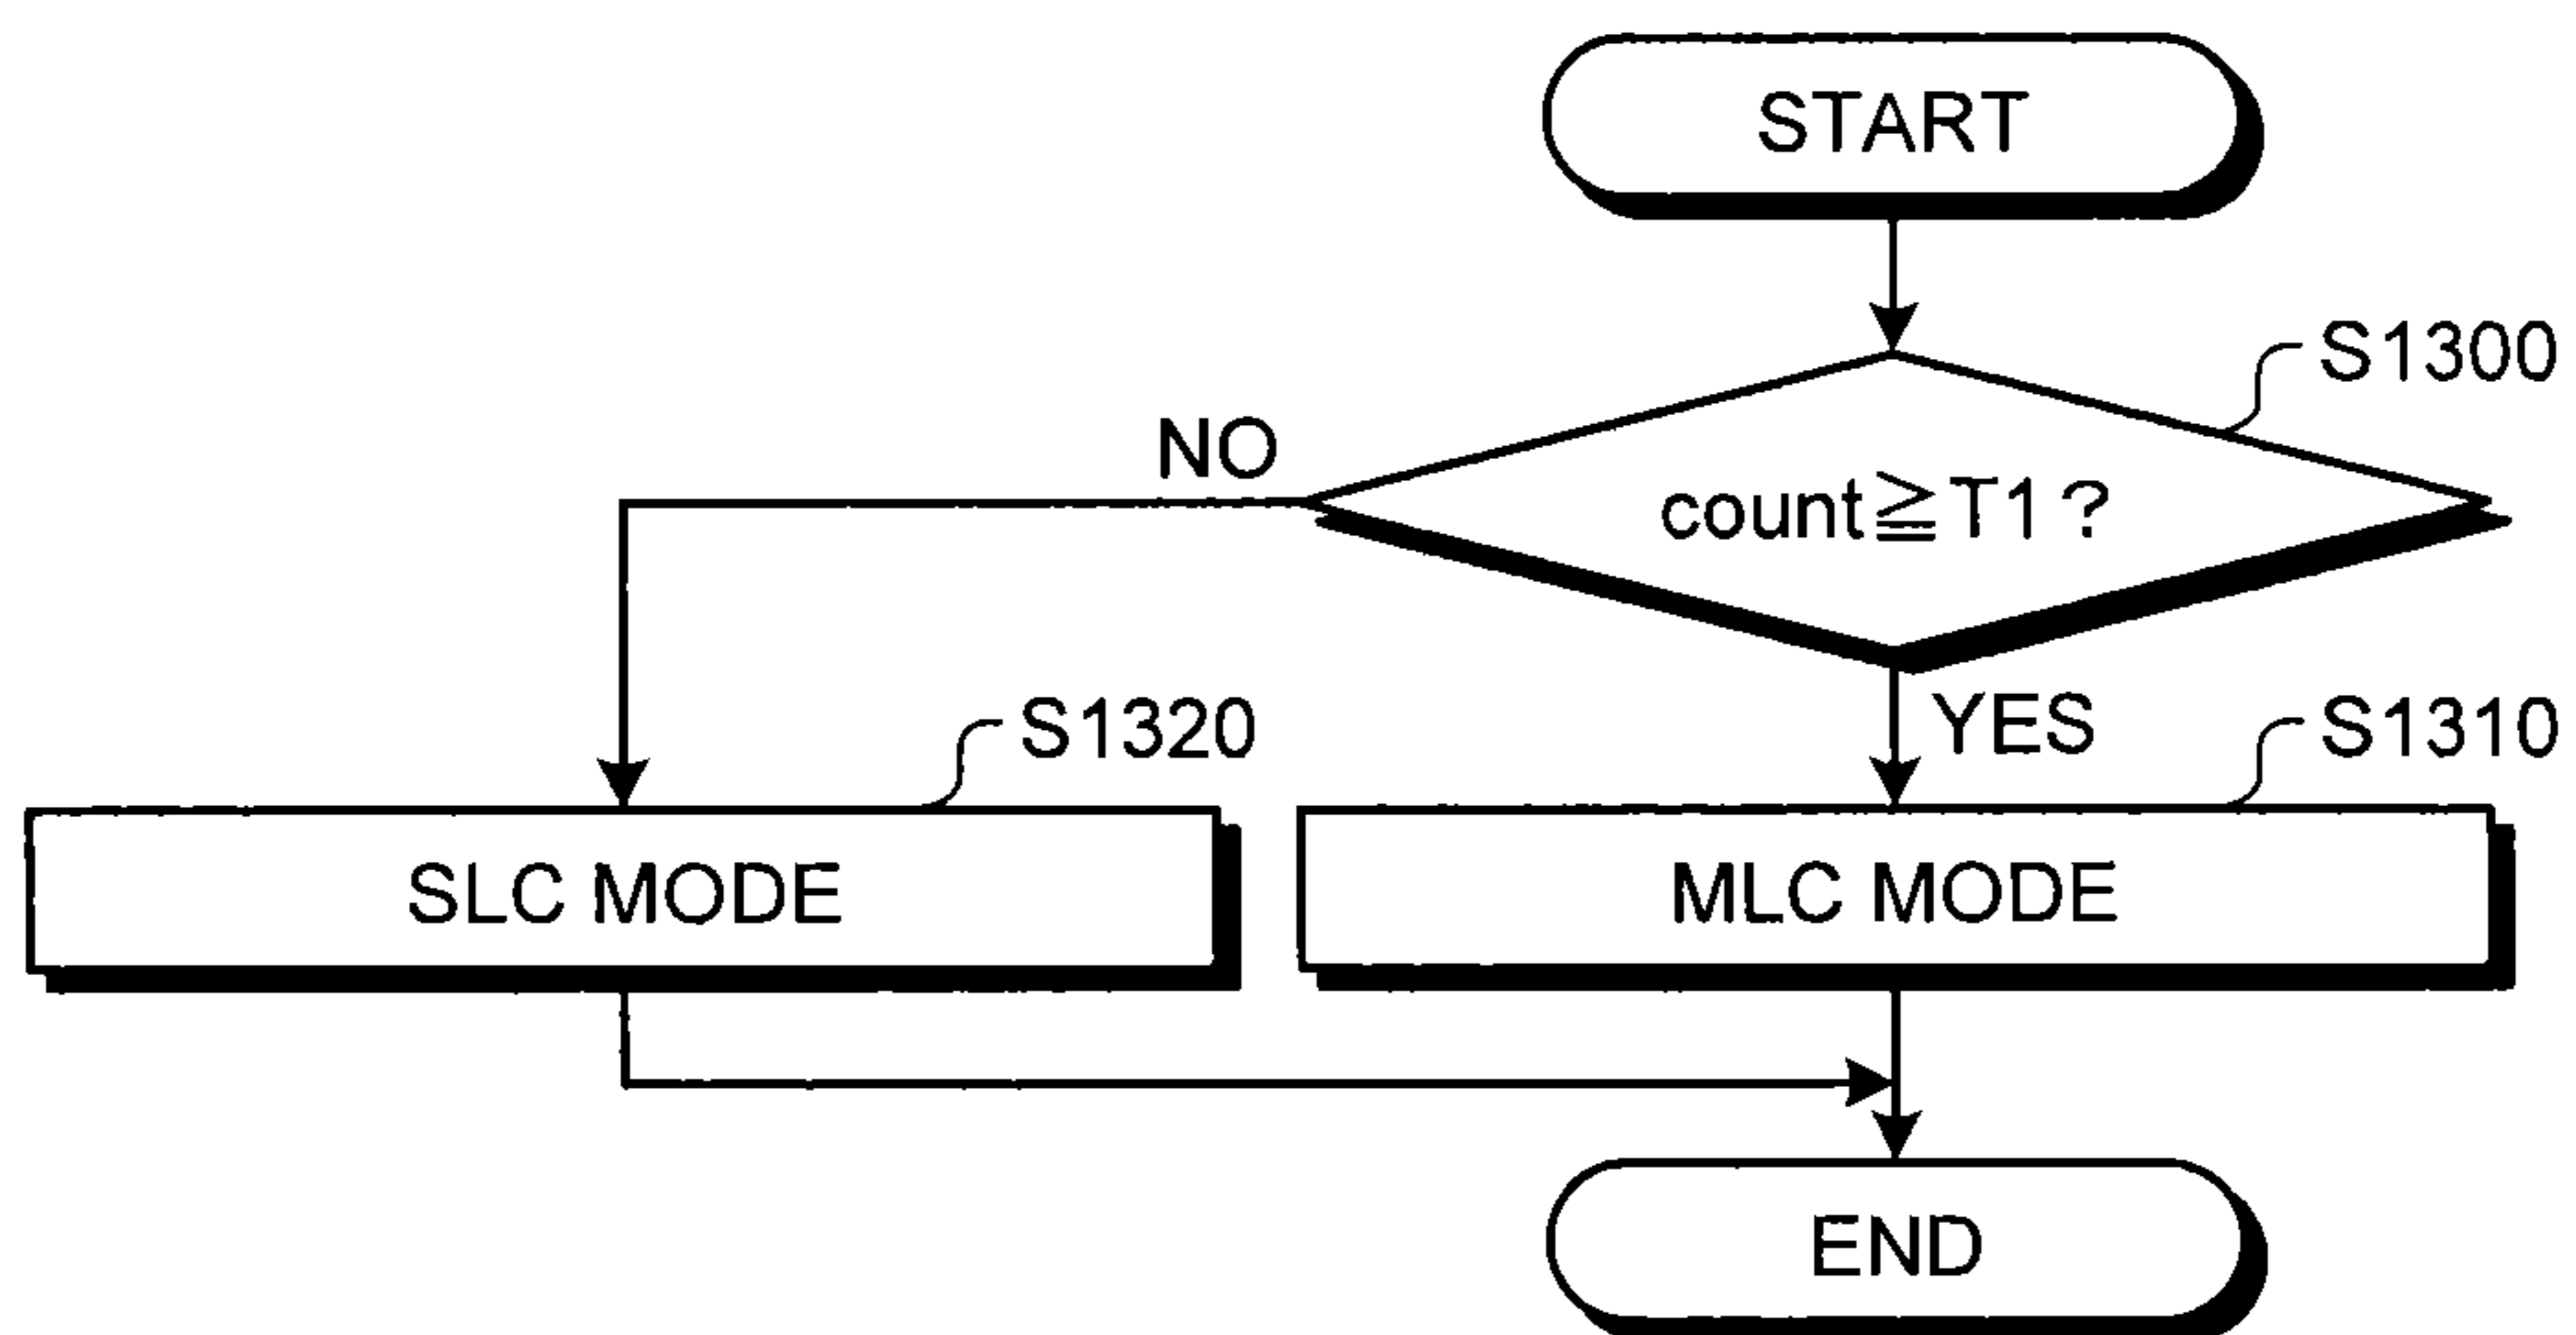 START
S1300
NO
count≧T1?
YES
S1320
S1310
SLC MODE
MLC MODE
END